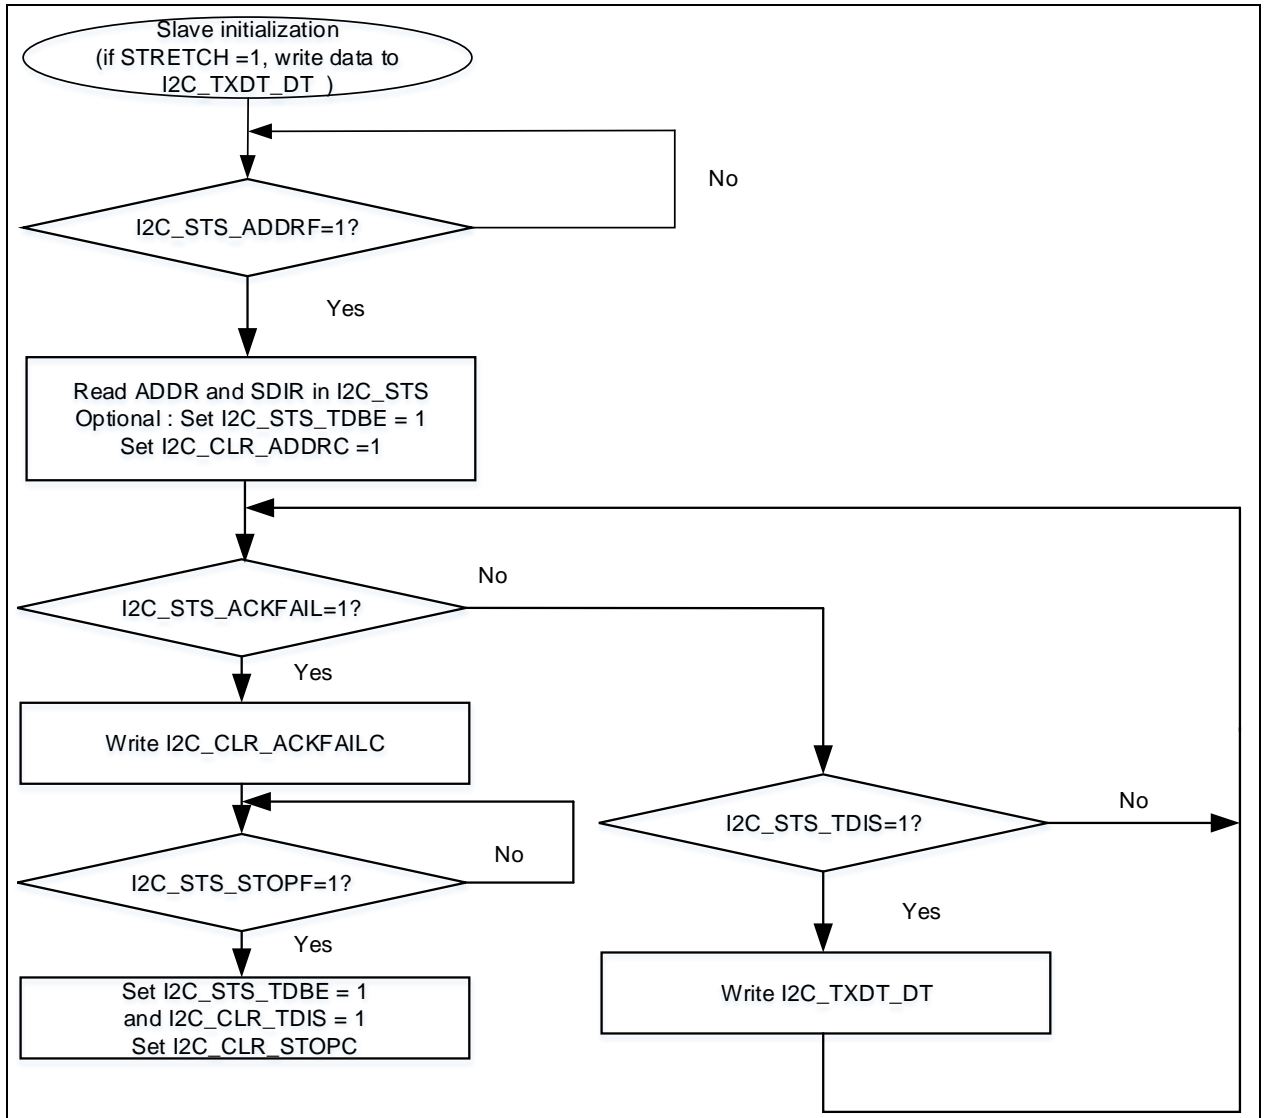 Slave initialization
(if STRETCH =1, write data to
I2C_TXDT_DT )
No
I2C_STS_ADDRF=1?
Yes
Read ADDR and SDIR in I2C_STS
Optional : Set I2C_STS_TDBE = 1
Set I2C_CLR_ADDRC =1
No
I2C_STS_ACKFAIL=1?
Yes
Write I2C_CLR_ACKFAILC
No
I2C_STS_TDIS=1?
No
I2C_STS_STOPF=1?
Yes
Yes
Set I2C_STS_TDBE = 1
and I2C_CLR_TDIS = 1
Set I2C_CLR_STOPC
Write I2C_TXDT_DT